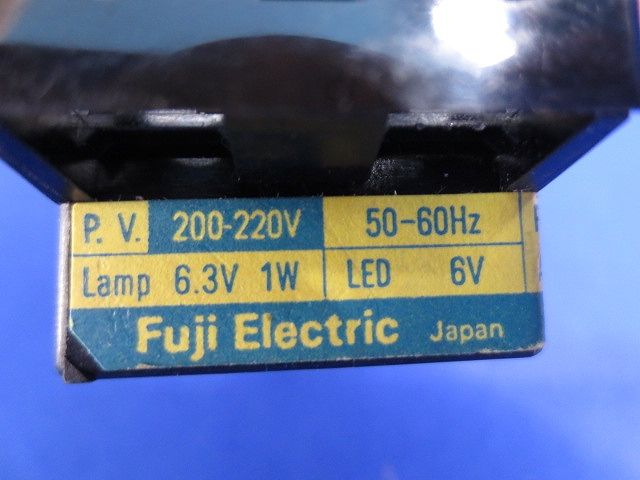 P. V. 200-220V 50-60Hz
Lamp 6.3V 1W LED 6V
Fuji Electric Japan